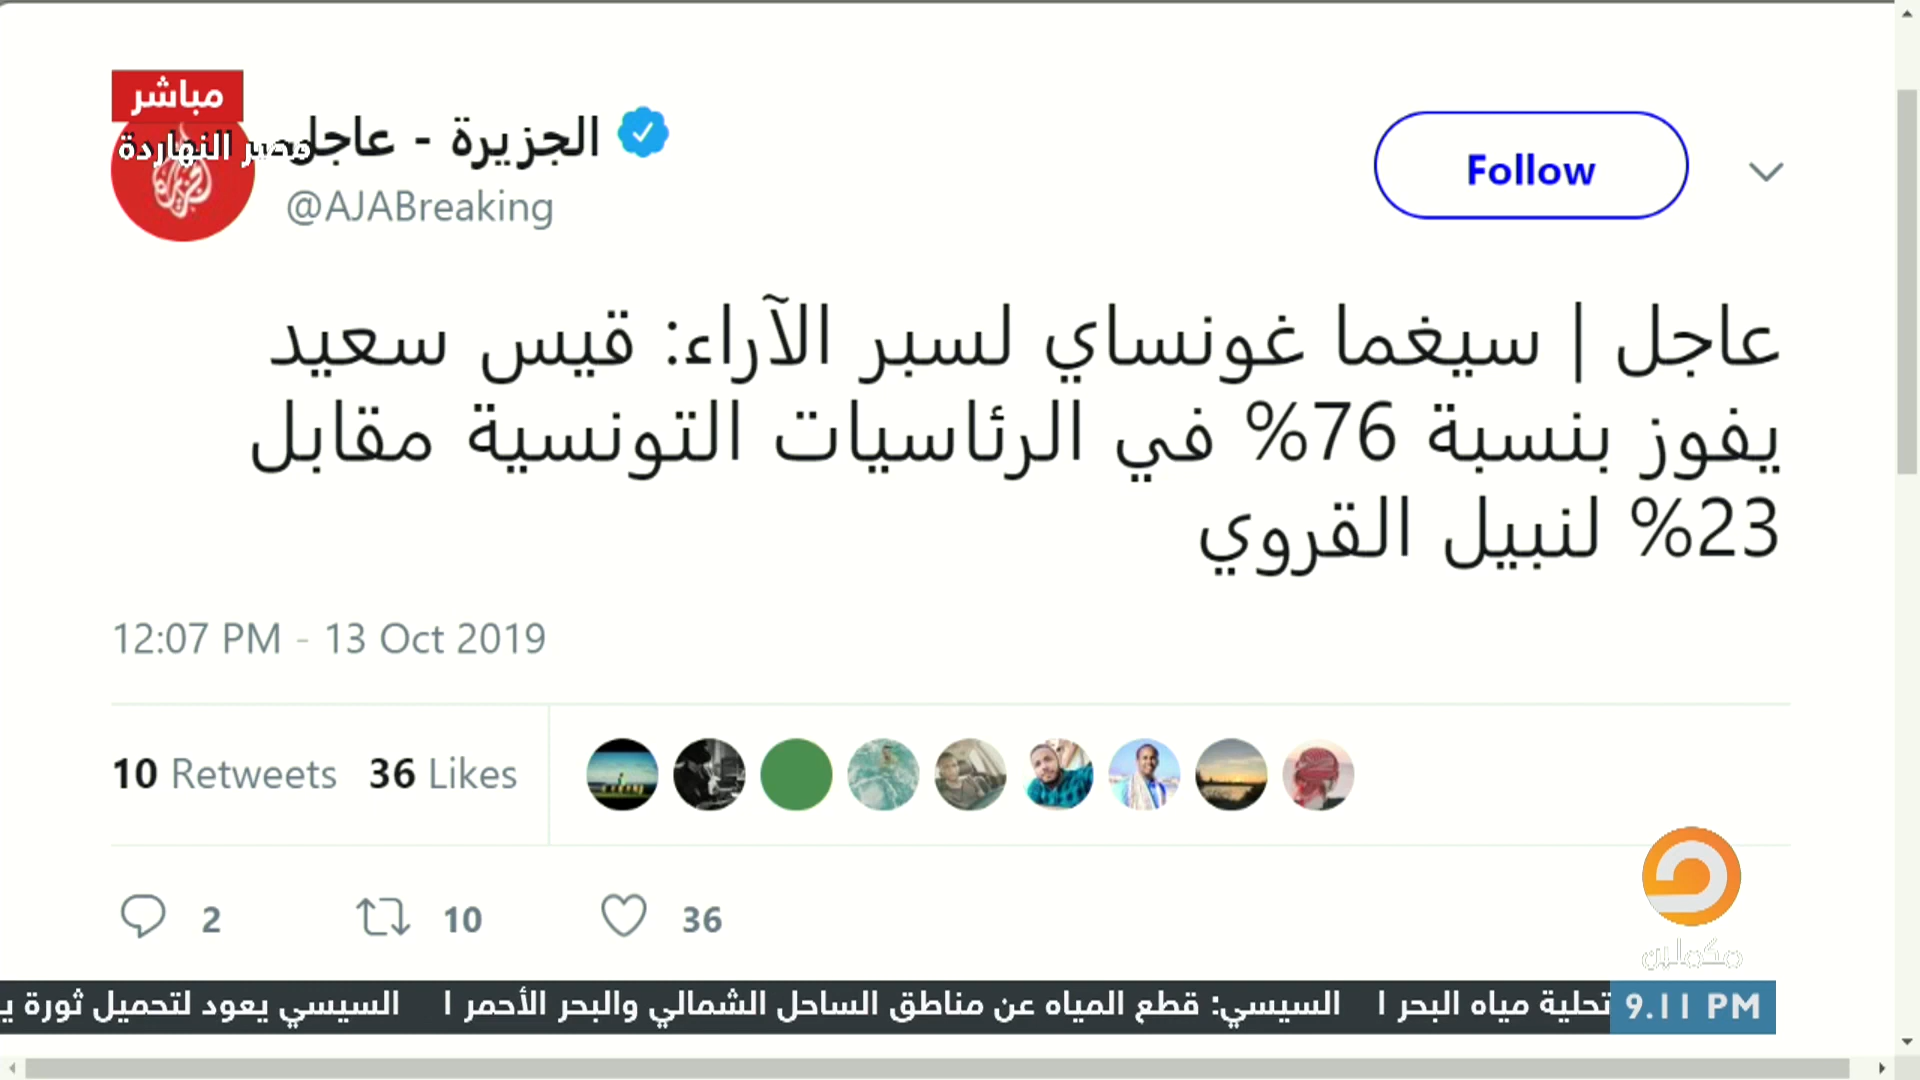 مباشر
مصر النهاردة
الجزيرة - عاجل
@AJABreaking
Follow
عاجل | سيغما غونساي لسبر الآراء: قيس سعيد
يفوز بنسبة 76% في الرئاسيات التونسية مقابل
23% لنبيل القروي
12:07 PM - 13 Oct 2019
10 Retweets 36 Likes
2 10 36
مكملين
تحلية مياه البحر ا السيسي: قطع المياه عن مناطق الساحل الشمالي والبحر الأحمر ا السيسي يعود لتحميل ثورة ي
9.11 PM